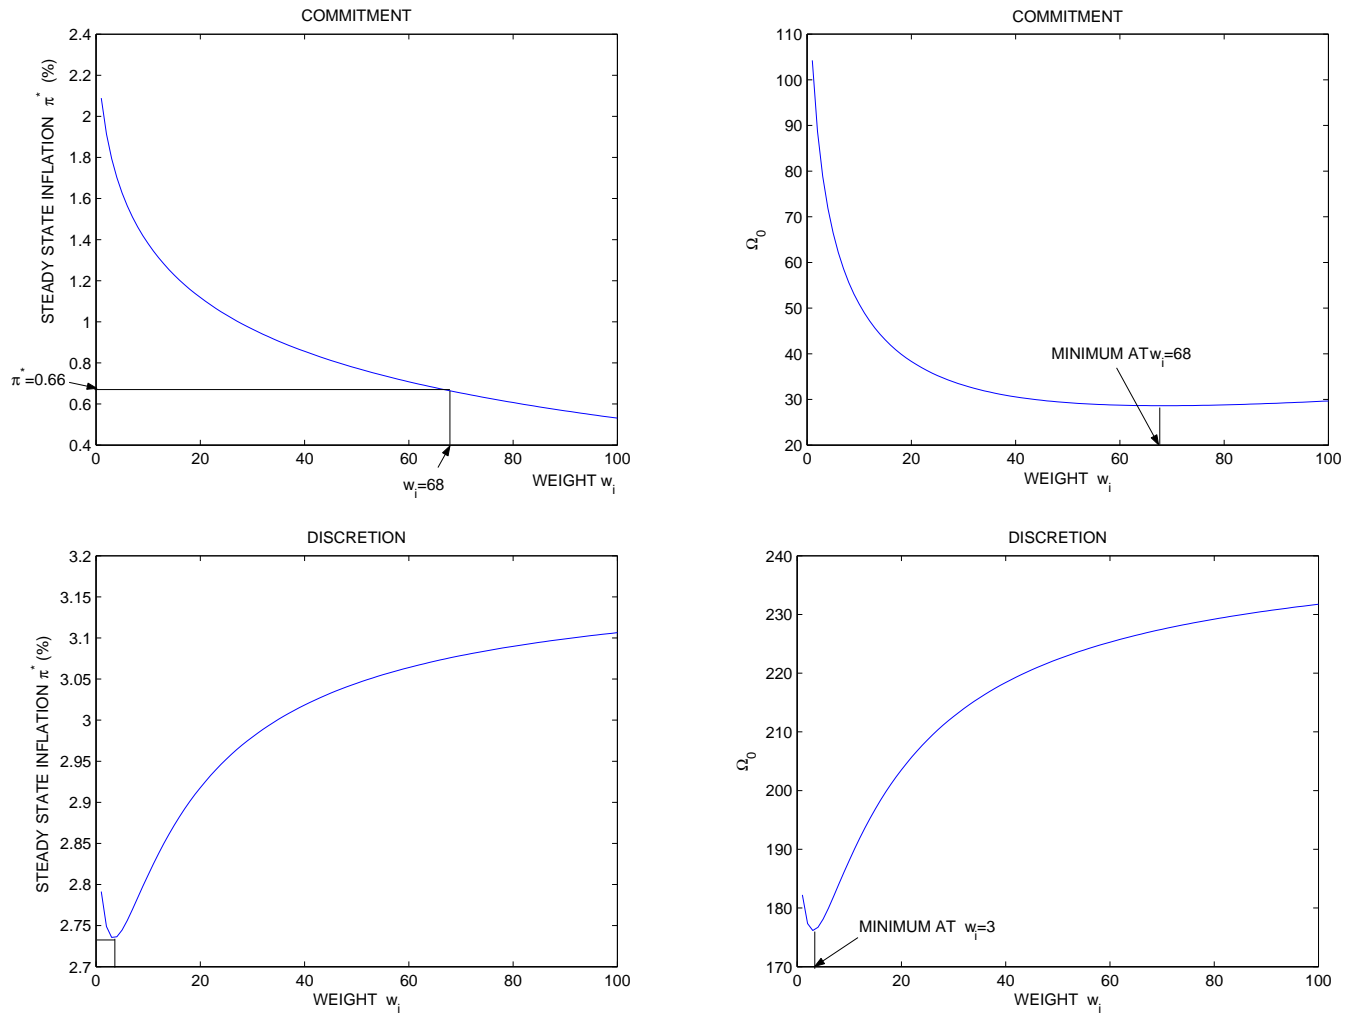 COMMITMENT
2.4
2.2
2
1.8
1.6
1.4
1.2
1
0.8
0.6
0.4
STEADY STATE INFLATION π* (%)
π*=0.66
0 20 40 60 80 100
w_i=68
WEIGHT w_i
COMMITMENT
110
100
90
80
70
60
50
40
30
20
Ω_0
MINIMUM AT w_i=68
0 20 40 60 80 100
WEIGHT w_i
DISCRETION
3.2
3.15
3.1
3.05
3
2.95
2.9
2.85
2.8
2.75
2.7
STEADY STATE INFLATION π* (%)
0 20 40 60 80 100
WEIGHT w_i
DISCRETION
240
230
220
210
200
190
180
170
Ω_0
MINIMUM AT w_i=3
0 20 40 60 80 100
WEIGHT w_i